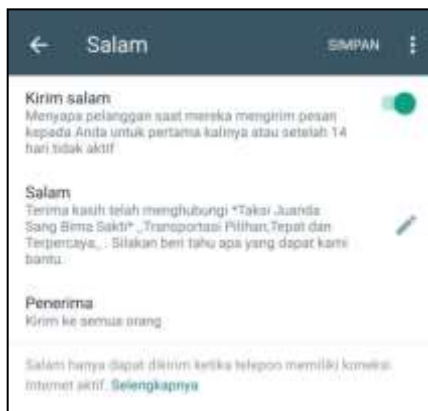 Salam
SIMPAN
Kirim salam
Menyapa pelanggan saat mereka mengirim pesan
kepada Anda untuk pertama kalinya atau setelah 14
hari tidak aktif
Salam
Terima kasih telah menghubungi *Taksi Juanda
Sang Bima Sakti* _Transportasi Pilihan,Tepat dan
Terpercaya,_ . Silakan beri tahu apa yang dapat kami
bantu.
Penerima
Kirim ke semua orang
Salam hanya dapat dikirim ketika telepon memiliki koneksi
internet aktif. Selengkapnya